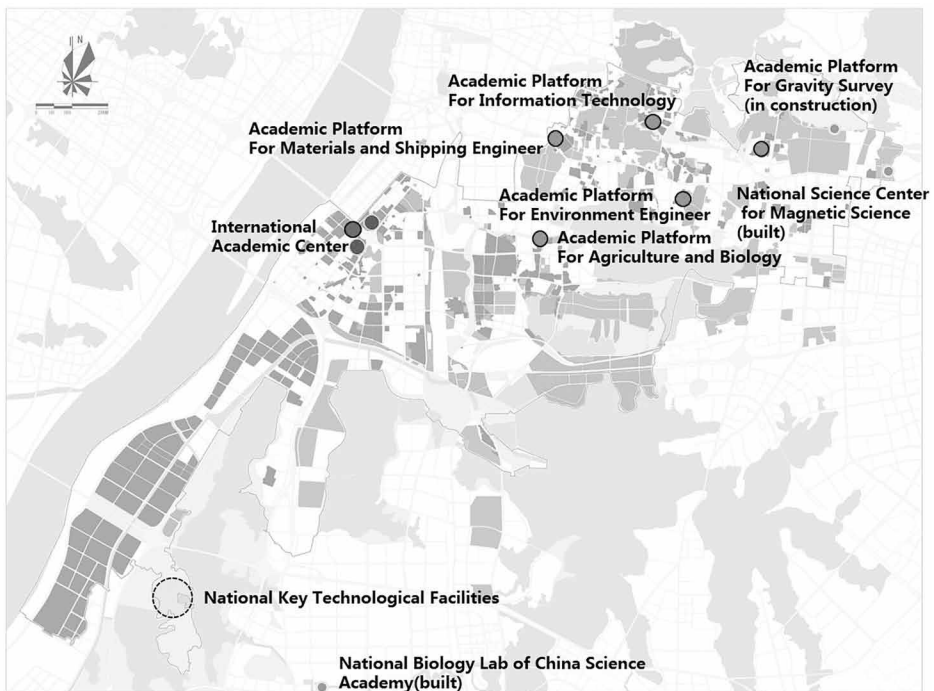 N
Academic Platform
For Gravity Survey
(in construction)
Academic Platform
For Information Technology
Academic Platform
For Materials and Shipping Engineer
Academic Platform
For Environment Engineer
National Science Center
for Magnetic Science
(built)
International
Academic Center
Academic Platform
For Agriculture and Biology
National Key Technological Facilities
National Biology Lab of China Science
Academy(built)